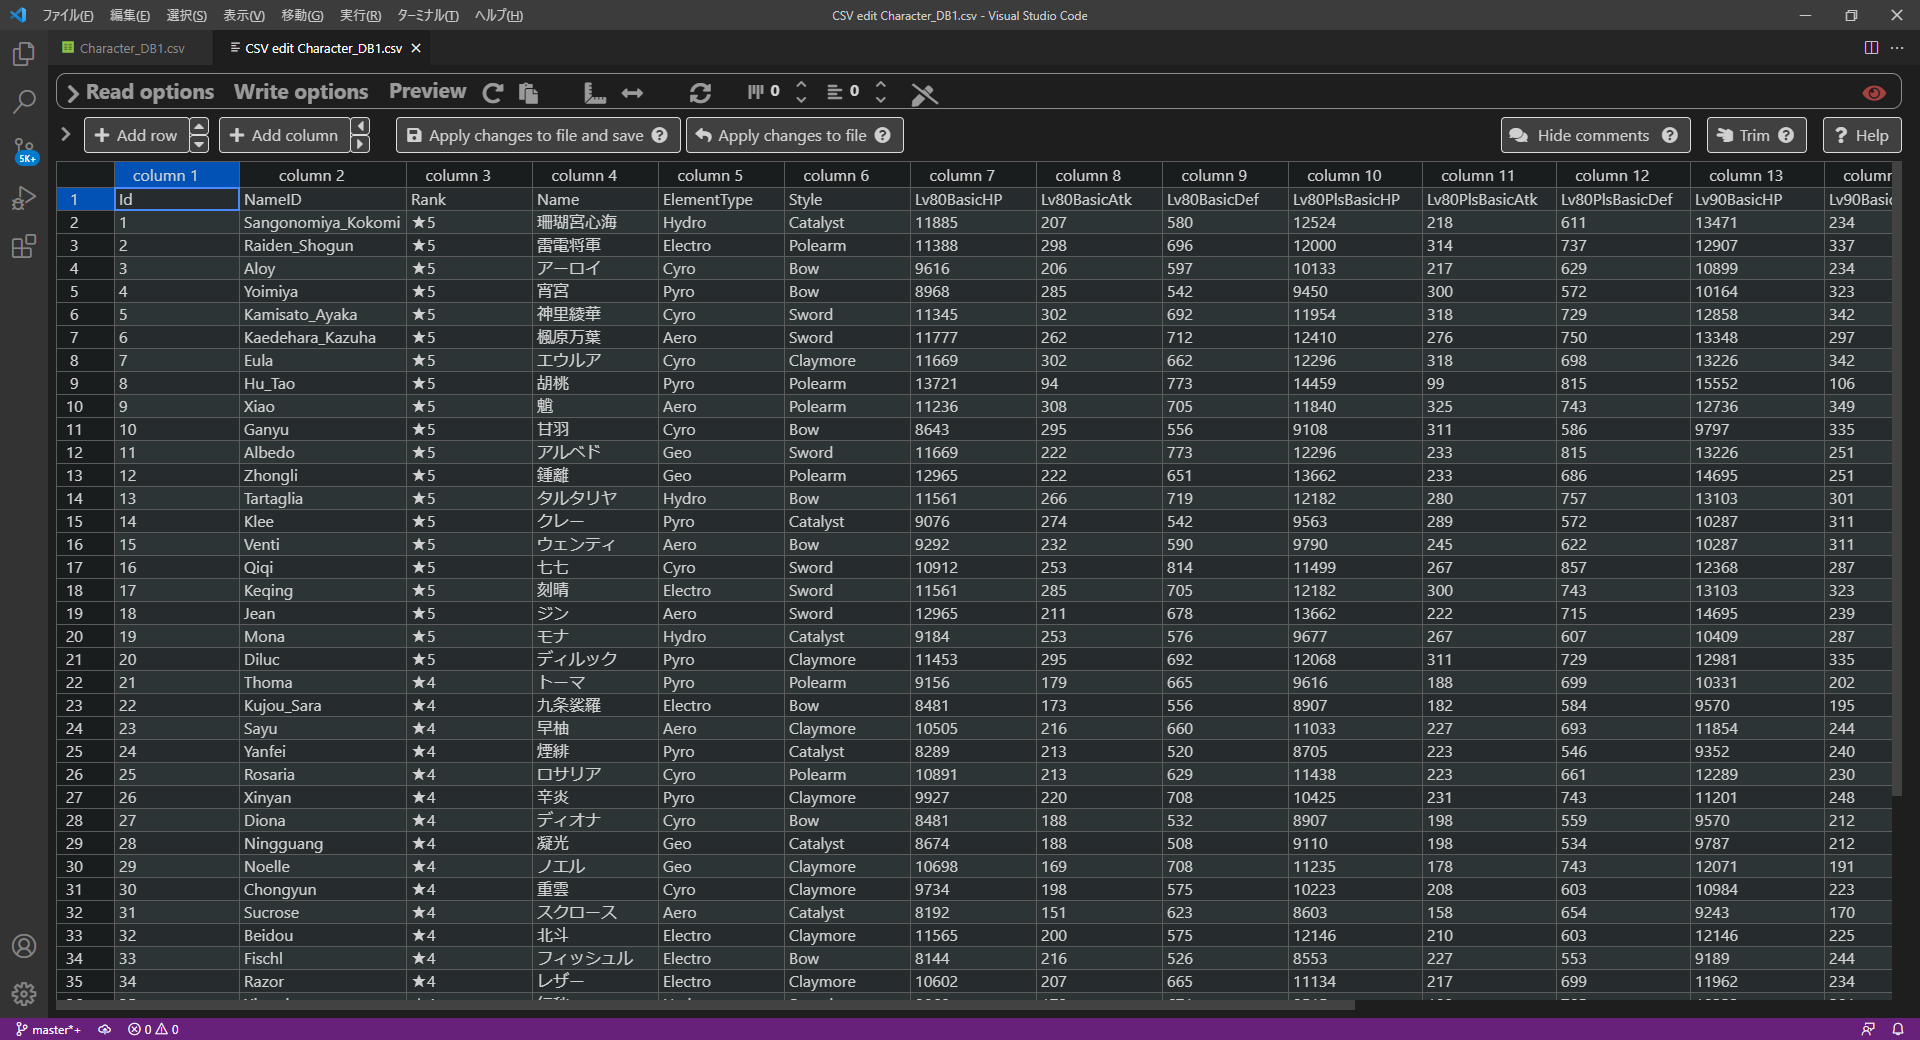 ファイル(F) 編集(E) 選択(S) 表示(V) 移動(G) 実行(R) ターミナル(T) ヘルプ(H) CSV edit Character_DB1.csv - Visual Studio Code
Character_DB1.csv CSV edit Character_DB1.csv
Read options Write options Preview 0 0
Add row Add column Apply changes to file and save Apply changes to file Hide comments Trim Help
column 1 column 2 column 3 column 4 column 5 column 6 column 7 column 8 column 9 column 10 column 11 column 12 column 13 column
1 Id NameID Rank Name ElementType Style Lv80BasicHP Lv80BasicAtk Lv80BasicDef Lv80PlsBasicHP Lv80PlsBasicAtk Lv80PlsBasicDef Lv90BasicHP Lv90Basic
2 1 Sangonomiya_Kokomi ★5 珊瑚宮心海 Hydro Catalyst 11885 207 580 12524 218 611 13471 234
3 2 Raiden_Shogun ★5 雷電将軍 Electro Polearm 11388 298 696 12000 314 737 12907 337
4 3 Aloy ★5 アーロイ Cyro Bow 9616 206 597 10133 217 629 10899 234
5 4 Yoimiya ★5 宵宮 Pyro Bow 8968 285 542 9450 300 572 10164 323
6 5 Kamisato_Ayaka ★5 神里綾華 Cyro Sword 11345 302 692 11954 318 729 12858 342
7 6 Kaedehara_Kazuha ★5 楓原万葉 Aero Sword 11777 262 712 12410 276 750 13348 297
8 7 Eula ★5 エウルア Cyro Claymore 11669 302 662 12296 318 698 13226 342
9 8 Hu_Tao ★5 胡桃 Pyro Polearm 13721 94 773 14459 99 815 15552 106
10 9 Xiao ★5 魈 Aero Polearm 11236 308 705 11840 325 743 12736 349
11 10 Ganyu ★5 甘羽 Cyro Bow 8643 295 556 9108 311 586 9797 335
12 11 Albedo ★5 アルベド Geo Sword 11669 222 773 12296 233 815 13226 251
13 12 Zhongli ★5 鍾離 Geo Polearm 12965 222 651 13662 233 686 14695 251
14 13 Tartaglia ★5 タルタリヤ Hydro Bow 11561 266 719 12182 280 757 13103 301
15 14 Klee ★5 クレー Pyro Catalyst 9076 274 542 9563 289 572 10287 311
16 15 Venti ★5 ウェンティ Aero Bow 9292 232 590 9790 245 622 10287 311
17 16 Qiqi ★5 七七 Cyro Sword 10912 253 814 11499 267 857 12368 287
18 17 Keqing ★5 刻晴 Electro Sword 11561 285 705 12182 300 743 13103 323
19 18 Jean ★5 ジン Aero Sword 12965 211 678 13662 222 715 14695 239
20 19 Mona ★5 モナ Hydro Catalyst 9184 253 576 9677 267 607 10409 287
21 20 Diluc ★5 ディルック Pyro Claymore 11453 295 692 12068 311 729 12981 335
22 21 Thoma ★4 トーマ Pyro Polearm 9156 179 665 9616 188 699 10331 202
23 22 Kujou_Sara ★4 九条裟羅 Electro Bow 8481 173 556 8907 182 584 9570 195
24 23 Sayu ★4 早柚 Aero Claymore 10505 216 660 11033 227 693 11854 244
25 24 Yanfei ★4 煙緋 Pyro Catalyst 8289 213 520 8705 223 546 9352 240
26 25 Rosaria ★4 ロサリア Cyro Polearm 10891 213 629 11438 223 661 12289 230
27 26 Xinyan ★4 辛炎 Pyro Claymore 9927 220 708 10425 231 743 11201 248
28 27 Diona ★4 ディオナ Cyro Bow 8481 188 532 8907 198 559 9570 212
29 28 Ningguang ★4 凝光 Geo Catalyst 8674 188 508 9110 198 534 9787 212
30 29 Noelle ★4 ノエル Geo Claymore 10698 169 708 11235 178 743 12071 191
31 30 Chongyun ★4 重雲 Cyro Claymore 9734 198 575 10223 208 603 10984 223
32 31 Sucrose ★4 スクロース Aero Catalyst 8192 151 623 8603 158 654 9243 170
33 32 Beidou ★4 北斗 Electro Claymore 11565 200 575 12146 210 603 12146 225
34 33 Fischl ★4 フィッシュル Electro Bow 8144 216 526 8553 227 553 9189 244
35 34 Razor ★4 レザー Electro Claymore 10602 207 665 11134 217 699 11962 234
5K+
master*+ 0 0